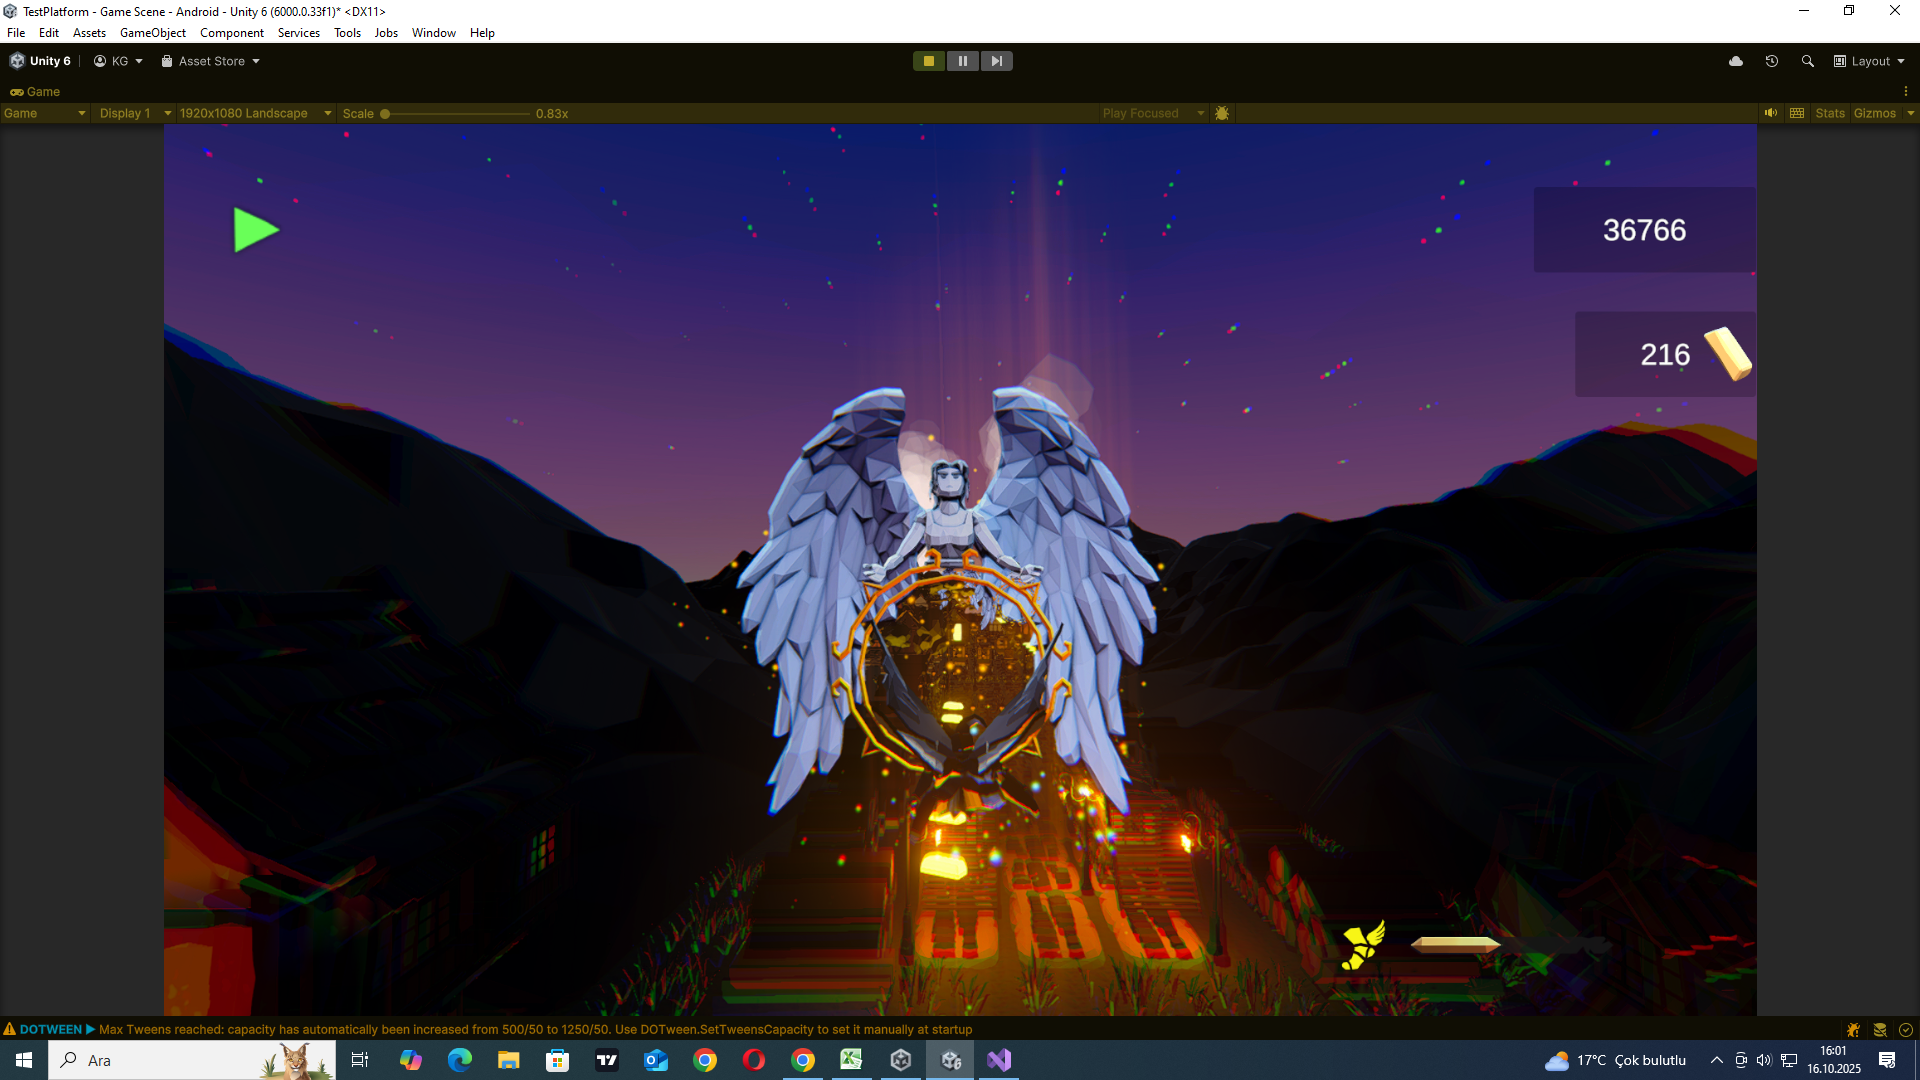 TestPlatform - Game Scene - Android - Unity 6 (6000.0.33f1)* <DX11>
File Edit Assets GameObject Component Services Tools Jobs Window Help
Unity 6 KG Asset Store Layout
Game
Game Display 1 1920x1080 Landscape Scale 0.83x Play Focused Stats Gizmos
36766
216
DOTWEEN ▶ Max Tweens reached: capacity has automatically been increased from 500/50 to 1250/50. Use DOTween.SetTweensCapacity to set it manually at startup
Ara
17°C Çok bulutlu
16:01
16.10.2025